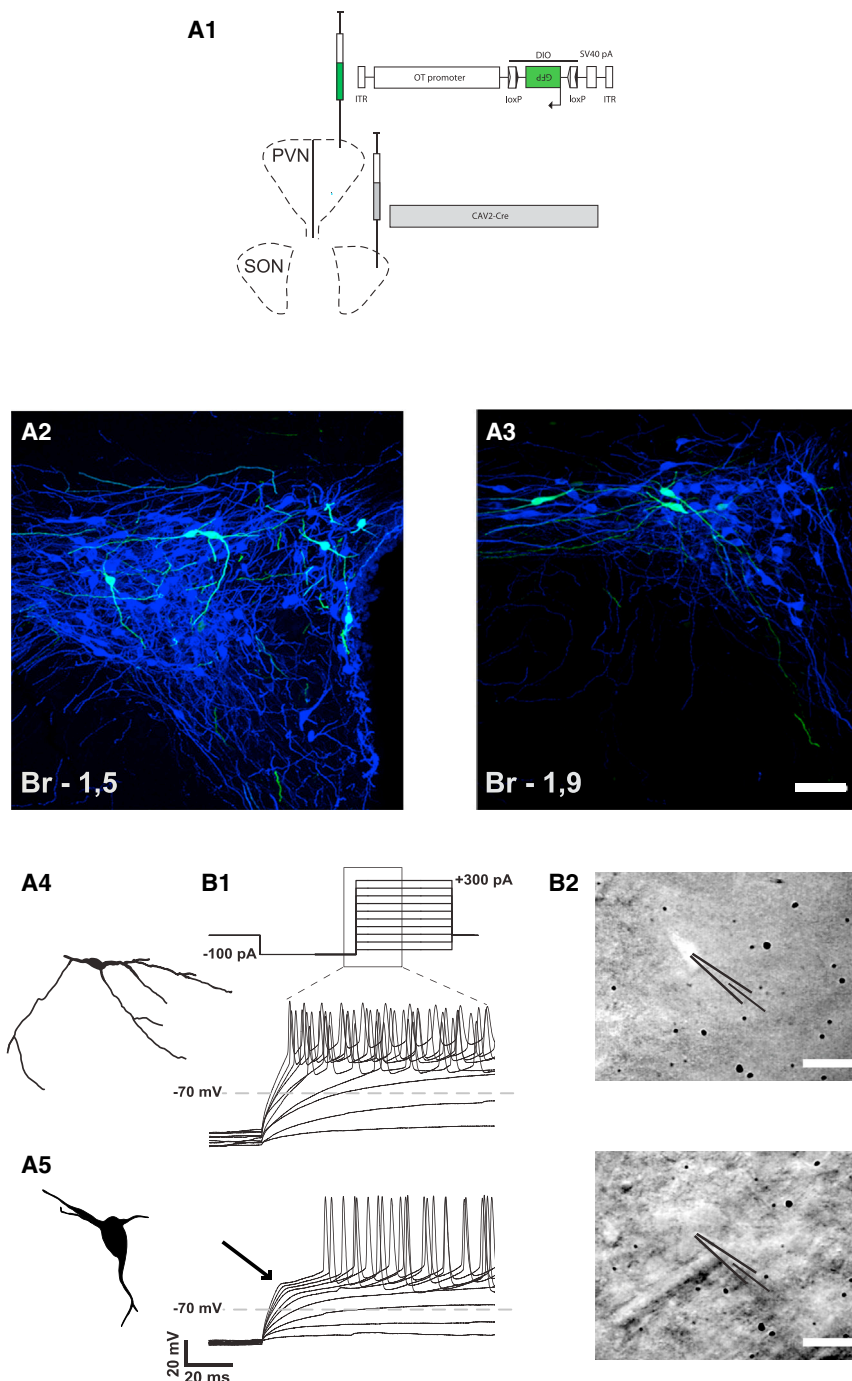 A1
DIO
SV40 pA
OT promoter
GFP
ITR
loxP
loxP
ITR
PVN
CAV2-Cre
SON
A2
Br - 1,5
A3
Br - 1,9
A4
B1
+300 pA
-100 pA
B2
-70 mV
A5
-70 mV
20 mV
20 ms